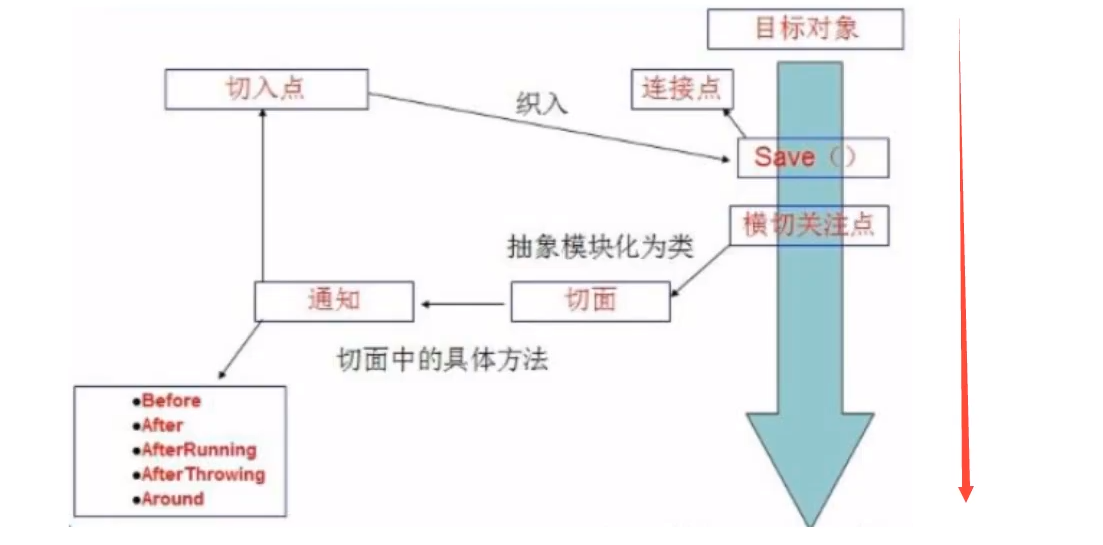 目标对象
切入点
织入
连接点
Save（）
横切关注点
抽象模块化为类
通知
切面
切面中的具体方法
●Before
●After
●AfterRunning
●AfterThrowing
●Around